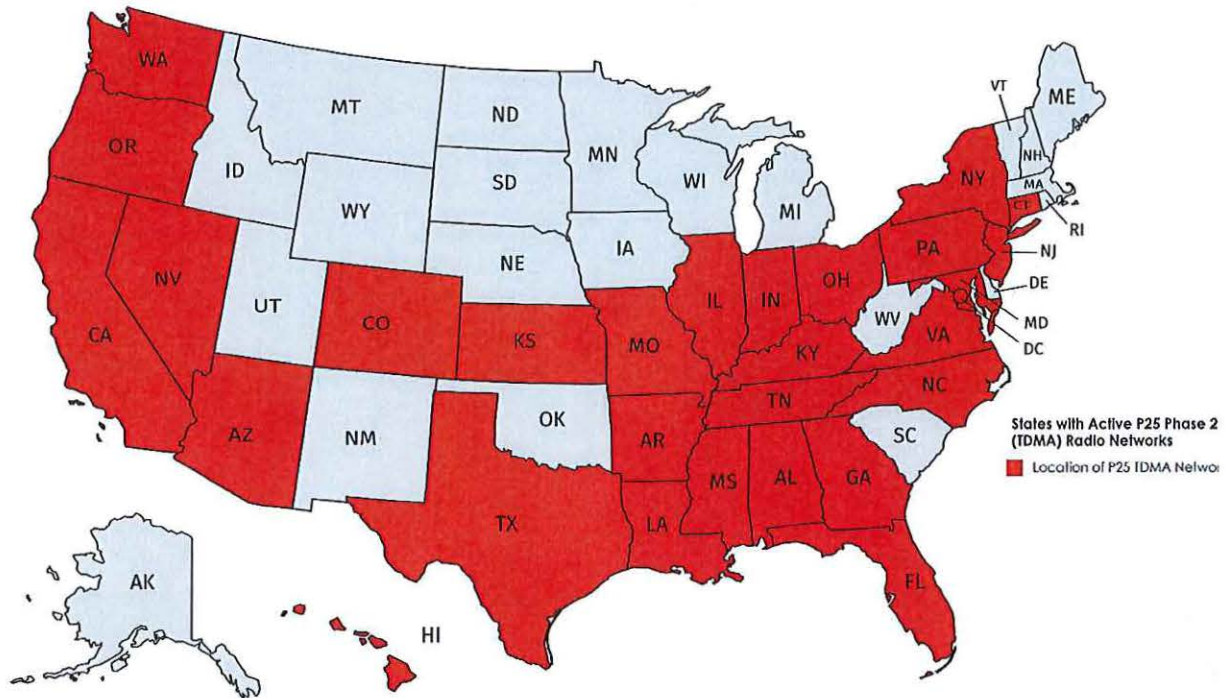 WA
MT
ND
MN
VT
ME
OR
ID
SD
WI
NH
NY
MA
WY
MI
CT
RI
IA
PA
NJ
NE
NV
OH
DE
IL
IN
UT
WV
CA
CO
MD
KS
MO
VA
DC
KY
NC
TN
OK
AZ
NM
AR
SC
States with Active P25 Phase 2
(TDMA) Radio Networks
MS
AL
GA
Location of P25 TDMA Networ
TX
LA
FL
AK
HI